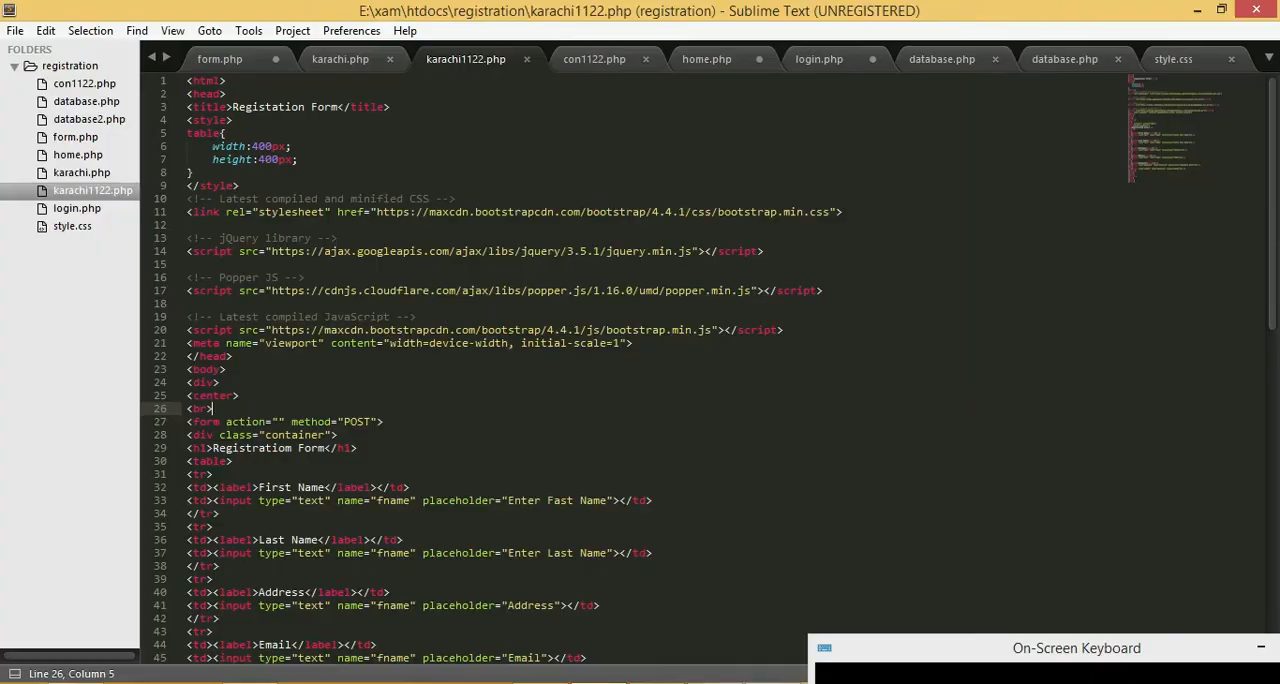 E:\xam\htdocs\registration\karachi1122.php (registration) - Sublime Text (UNREGISTERED)
File Edit Selection Find View Goto Tools Project Preferences Help
FOLDERS
registration
con1122.php
database.php
database2.php
form.php
home.php
karachi.php
karachi1122.php
login.php
style.css
form.php karachi.php karachi1122.php con1122.php home.php login.php database.php database.php style.css
1 <html>
2 <head>
3 <title>Registation Form</title>
4 <style>
5 table{
6 width:400px;
7 height:400px;
8 }
9 </style>
10 <!-- Latest compiled and minified CSS -->
11 <link rel="stylesheet" href="https://maxcdn.bootstrapcdn.com/bootstrap/4.4.1/css/bootstrap.min.css">
12
13 <!-- jQuery library -->
14 <script src="https://ajax.googleapis.com/ajax/libs/jquery/3.5.1/jquery.min.js"></script>
15
16 <!-- Popper JS -->
17 <script src="https://cdnjs.cloudflare.com/ajax/libs/popper.js/1.16.0/umd/popper.min.js"></script>
18
19 <!-- Latest compiled JavaScript -->
20 <script src="https://maxcdn.bootstrapcdn.com/bootstrap/4.4.1/js/bootstrap.min.js"></script>
21 <meta name="viewport" content="width=device-width, initial-scale=1">
22 </head>
23 <body>
24 <div>
25 <center>
26 <br>
27 <form action="" method="POST">
28 <div class="container">
29 <h1>Registratiom Form</h1>
30 <table>
31 <tr>
32 <td><label>First Name</label></td>
33 <td><input type="text" name="fname" placeholder="Enter Fast Name"></td>
34 </tr>
35 <tr>
36 <td><label>Last Name</label></td>
37 <td><input type="text" name="fname" placeholder="Enter Last Name"></td>
38 </tr>
39 <tr>
40 <td><label>Address</label></td>
41 <td><input type="text" name="fname" placeholder="Address"></td>
42 </tr>
43 <tr>
44 <td><label>Email</label></td>
45 <td><input type="text" name="fname" placeholder="Email"></td>
Line 26, Column 5
On-Screen Keyboard